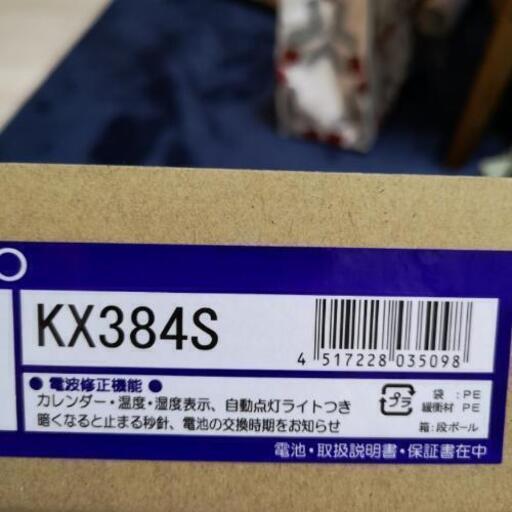 KX384S
4 517228 035098
● 電波修正機能 ●
カレンダー・温度・湿度表示、自動点灯ライトつき
暗くなると止まる秒針、電池の交換時期をお知らせ
プラ
袋:PE
緩衝材 PE
箱:段ボール
電池・取扱説明書・保証書在中